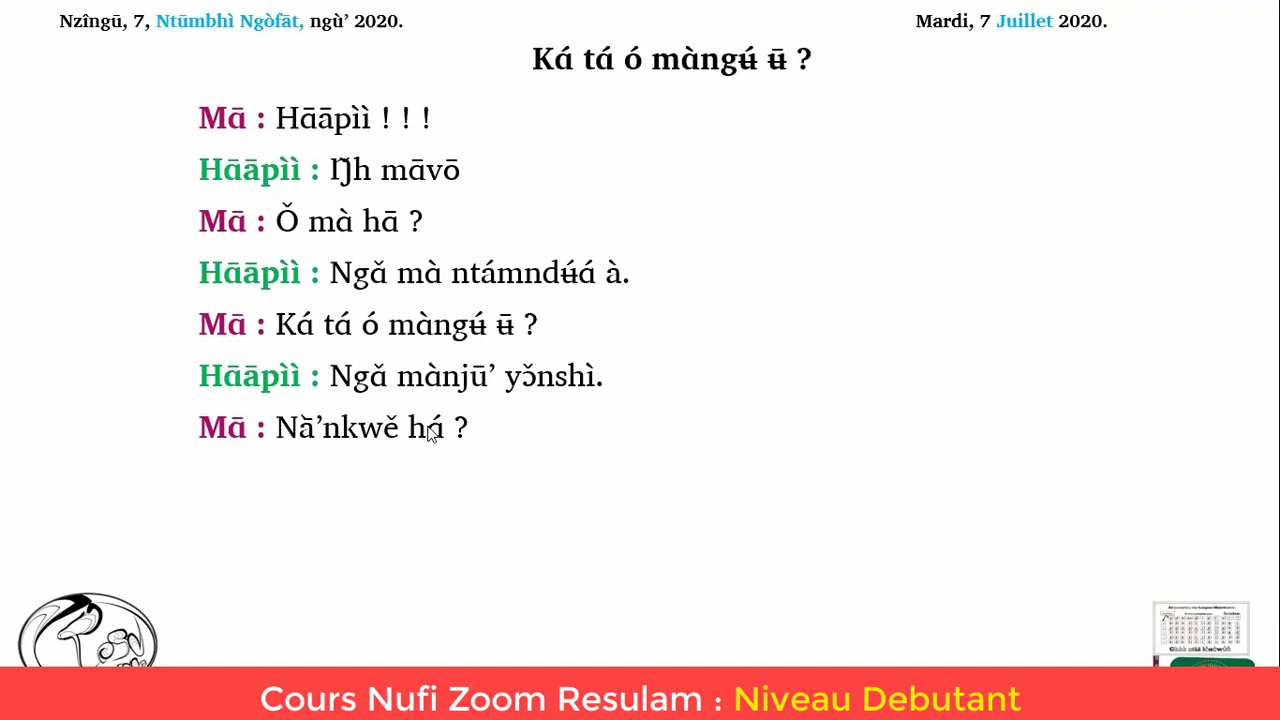 Nzîngū, 7, Ntūmbhì Ngòfāt, ngù’ 2020.
Mardi, 7 Juillet 2020.
Ká tá ó màngʉ́ ʉ̄ ?
Mā : Hāāpìì ! ! !
Hāāpìì : Ŋ̌h māvō
Mā : Ǒ mà hā ?
Hāāpìì : Ngǎ mà ntámndʉ́á à.
Mā : Ká tá ó màngʉ́ ʉ̄ ?
Hāāpìì : Ngǎ mànjū’ yɔ̌nshì.
Mā : Nȁ’nkwě há ?
Cours Nufi Zoom Resulam : Niveau Debutant